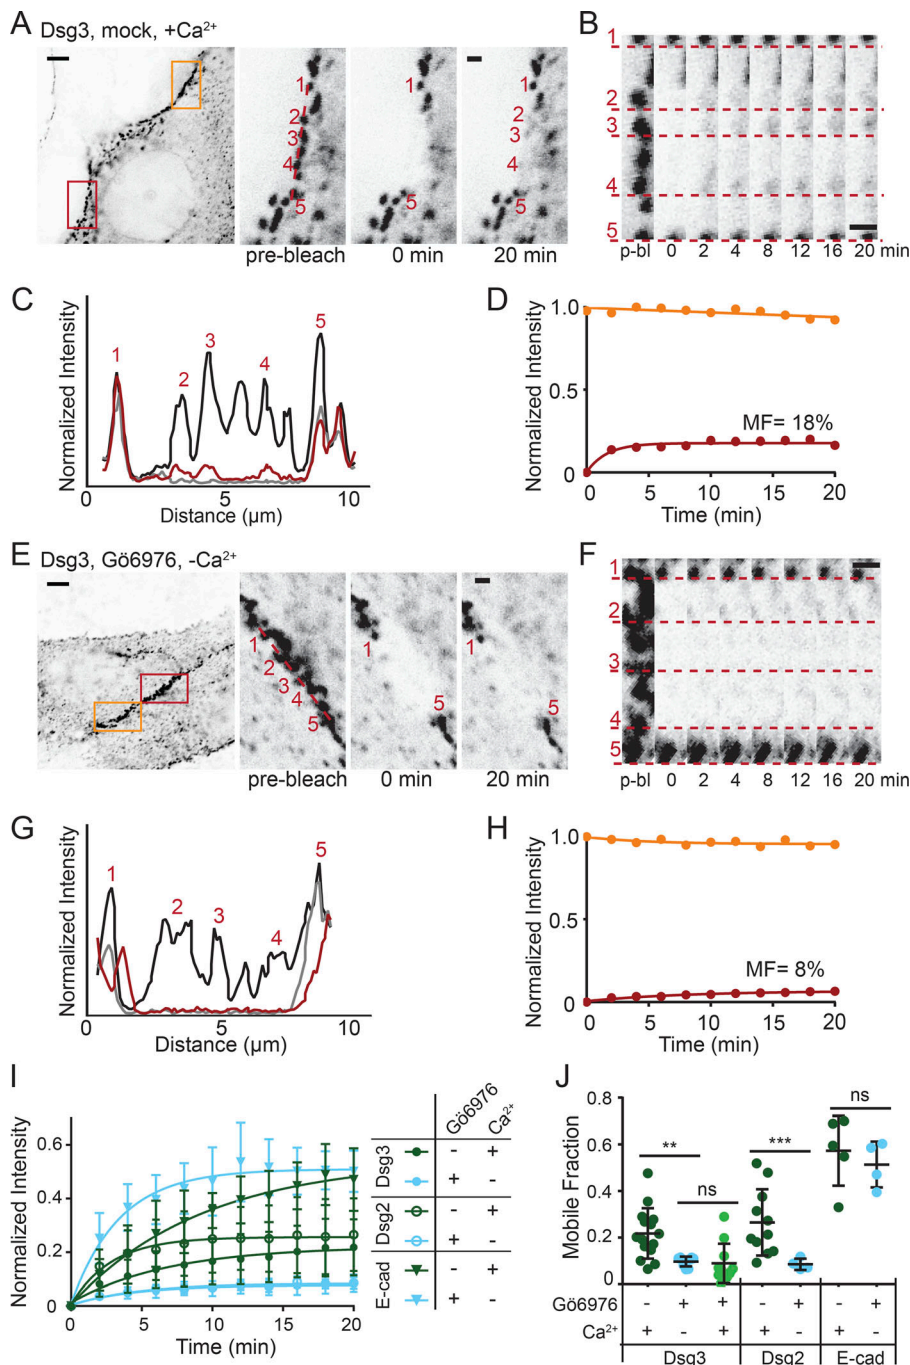 A
Dsg3, mock, +Ca²⁺
1
2
3
4
5
pre-bleach
0 min
5
1
2
3
4
5
20 min
B
1
2
3
4
5
p-bl 0 2 4 8 12 16 20 min
C
Normalized Intensity
1
2
3
4
5
0 5 10
Distance (µm)
D
Normalized Intensity
1.0
0.5
0
MF= 18%
0 5 10 15 20
Time (min)
E
Dsg3, Gö6976, -Ca²⁺
1
2
3
4
5
pre-bleach
1
5
0 min
1
5
20 min
F
1
2
3
4
5
p-bl 0 2 4 8 12 16 20 min
G
Normalized Intensity
1
2
3
4
5
0 5 10
Distance (µm)
H
Normalized Intensity
1.0
0.5
0
MF= 8%
0 5 10 15 20
Time (min)
I
Normalized Intensity
0.6
0.4
0.2
0
0 5 10 15 20
Time (min)
Gö6976
Ca²⁺
Dsg3
- +
+ -
Dsg2
- +
+ -
E-cad
- +
+ -
J
Mobile Fraction
0.8
0.6
0.4
0.2
0
**
ns
***
ns
Gö6976 - + + - + - +
Ca²⁺ + - + + - + -
Dsg3 Dsg2 E-cad